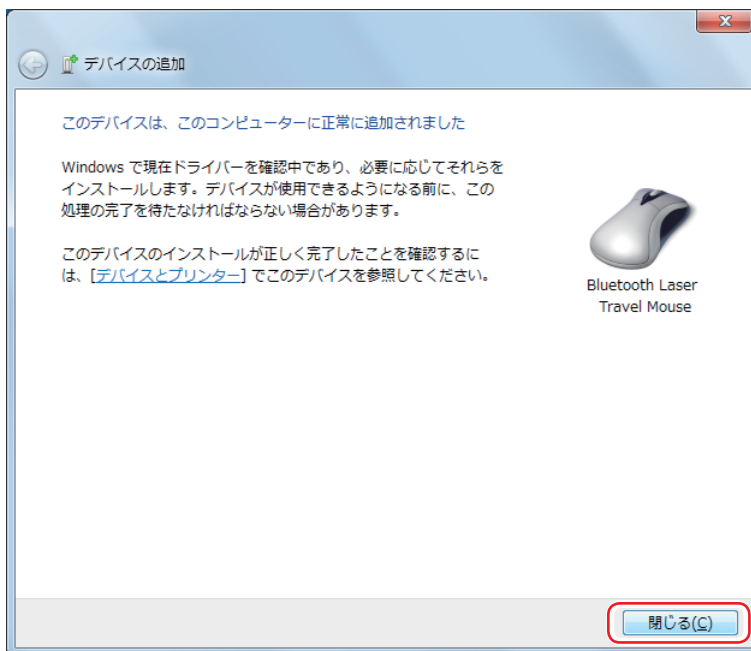 デバイスの追加
このデバイスは、このコンピューターに正常に追加されました
Windows で現在ドライバーを確認中であり、必要に応じてそれらを
インストールします。デバイスが使用できるようになる前に、この
処理の完了を待たなければならない場合があります。
このデバイスのインストールが正しく完了したことを確認するに
は、[デバイスとプリンター] でこのデバイスを参照してください。
Bluetooth Laser
Travel Mouse
閉じる(C)